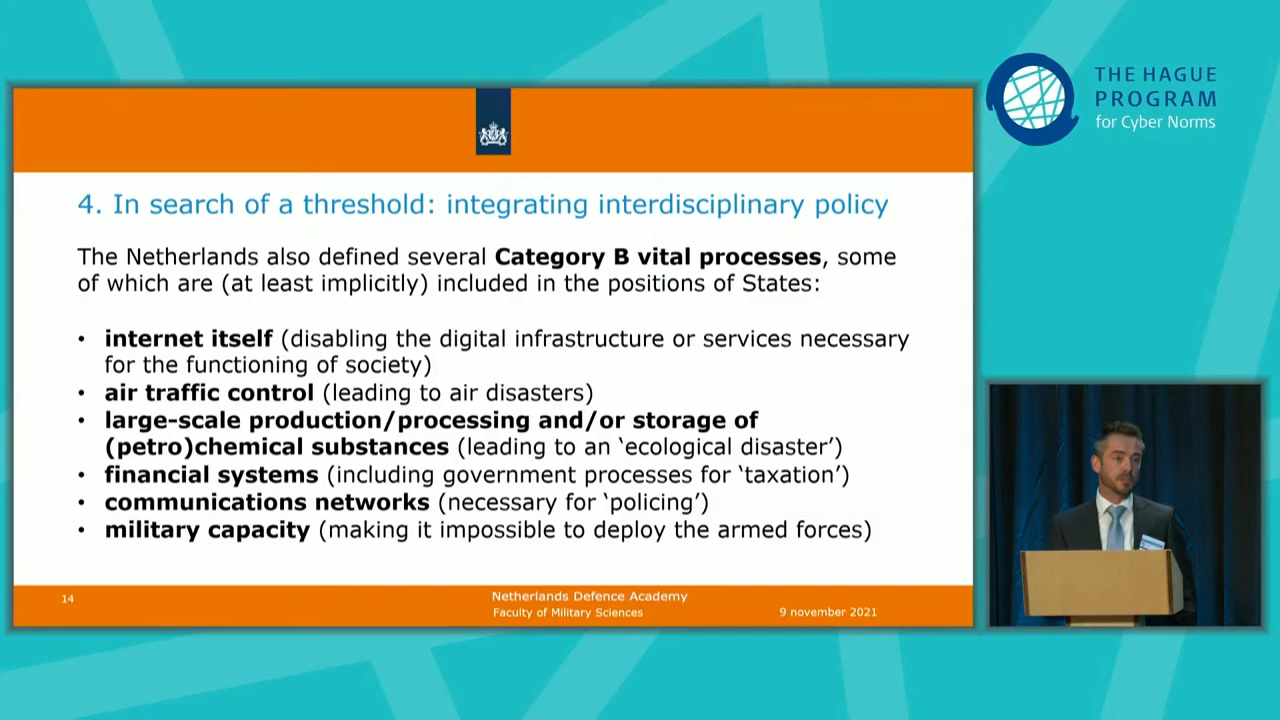 THE HAGUE
PROGRAM
for Cyber Norms
4. In search of a threshold: integrating interdisciplinary policy
The Netherlands also defined several Category B vital processes, some
of which are (at least implicitly) included in the positions of States:
• internet itself (disabling the digital infrastructure or services necessary
for the functioning of society)
• air traffic control (leading to air disasters)
• large-scale production/processing and/or storage of
(petro)chemical substances (leading to an ‘ecological disaster’)
• financial systems (including government processes for ‘taxation’)
• communications networks (necessary for ‘policing’)
• military capacity (making it impossible to deploy the armed forces)
14
Netherlands Defence Academy
Faculty of Military Sciences
9 november 2021